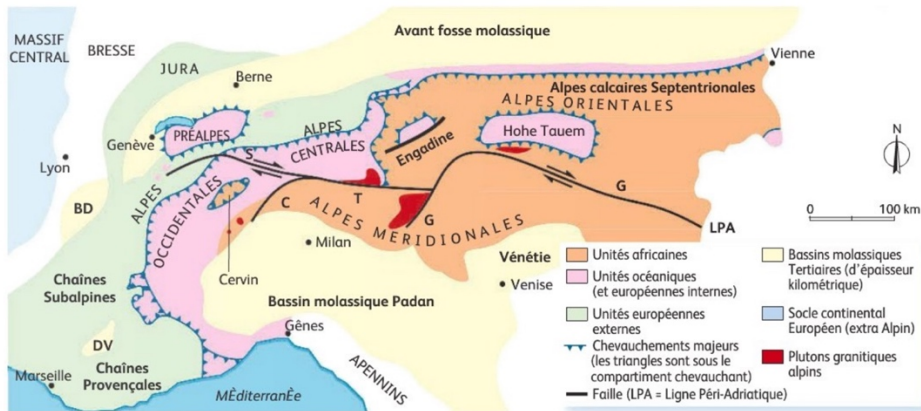 MASSIF
CENTRAL
BRESSE
JURA
Avant fosse molassique
Vienne
Berne
Alpes calcaires Septentrionales
ALPES ORIENTALES
PRÉALPES
Genève
ALPES
CENTRALES
Engadine
Hohe Tauem
Lyon
S
N
BD
ALPES
OCCIDENTALES
C
T
G
G
LPA
ALPES MERIDIONALES
0 100 km
Milan
Cervin
Vénétie
Venise
Chaînes
Subalpines
Bassin molassique Padan
Gênes
DV
Chaînes
Provençales
Marseille
MÈditerranÈe
APENNINS
Unités africaines
Unités océaniques
(et européennes internes)
Unités européennes
externes
Chevauchements majeurs
(les triangles sont sous le
compartiment chevauchant)
Faille (LPA = Ligne Péri-Adriatique)
Bassins molassiques
Tertiaires (d'épaisseur
kilométrique)
Socle continental
Européen (extra Alpin)
Plutons granitiques
alpins